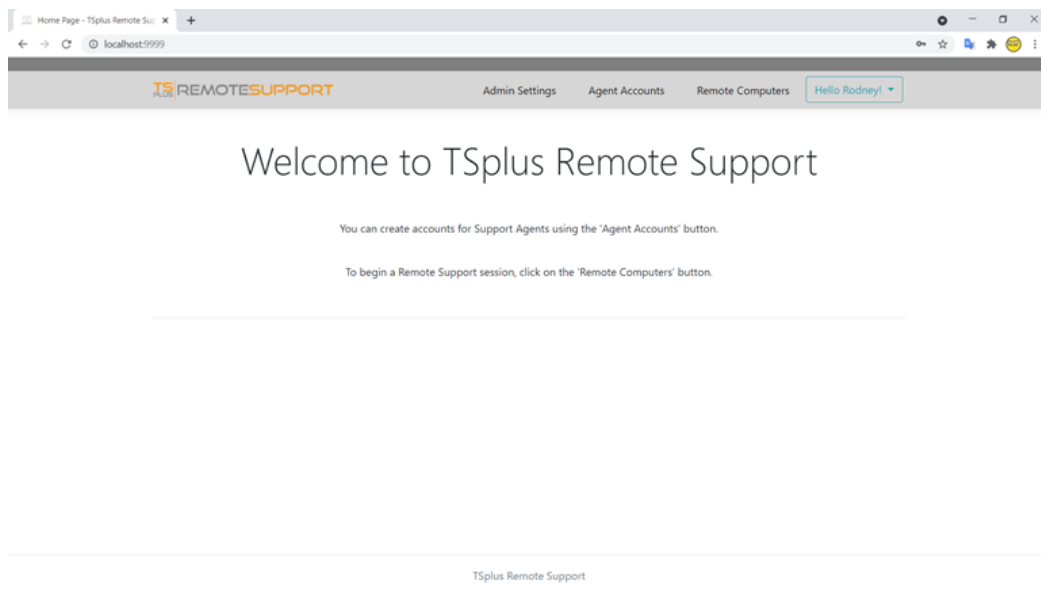 Home Page - TSplus Remote Sup
localhost:9999
TS PLUS REMOTESUPPORT
Admin Settings
Agent Accounts
Remote Computers
Hello Rodney!
Welcome to TSplus Remote Support
You can create accounts for Support Agents using the 'Agent Accounts' button.
To begin a Remote Support session, click on the 'Remote Computers' button.
TSplus Remote Support